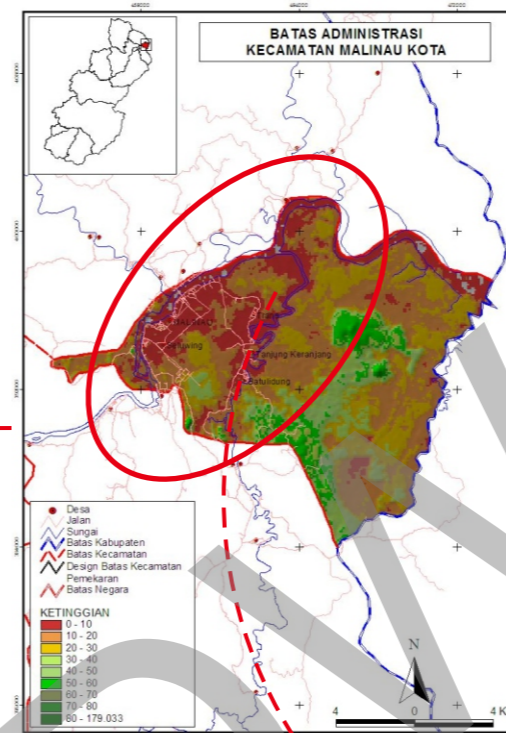 BATAS ADMINISTRASI
KECAMATAN MALINAU KOTA
Tanjung Keranjang
Batulidung
Desa
Jalan
Sungai
Batas Kabupaten
Batas Kecamatan
Design Batas Kecamatan
Pemekaran
Batas Negara
KETINGGIAN
0 - 10
10 - 20
20 - 30
30 - 40
40 - 50
50 - 60
60 - 70
70 - 80
80 - 179.033
N
4 0 4 K